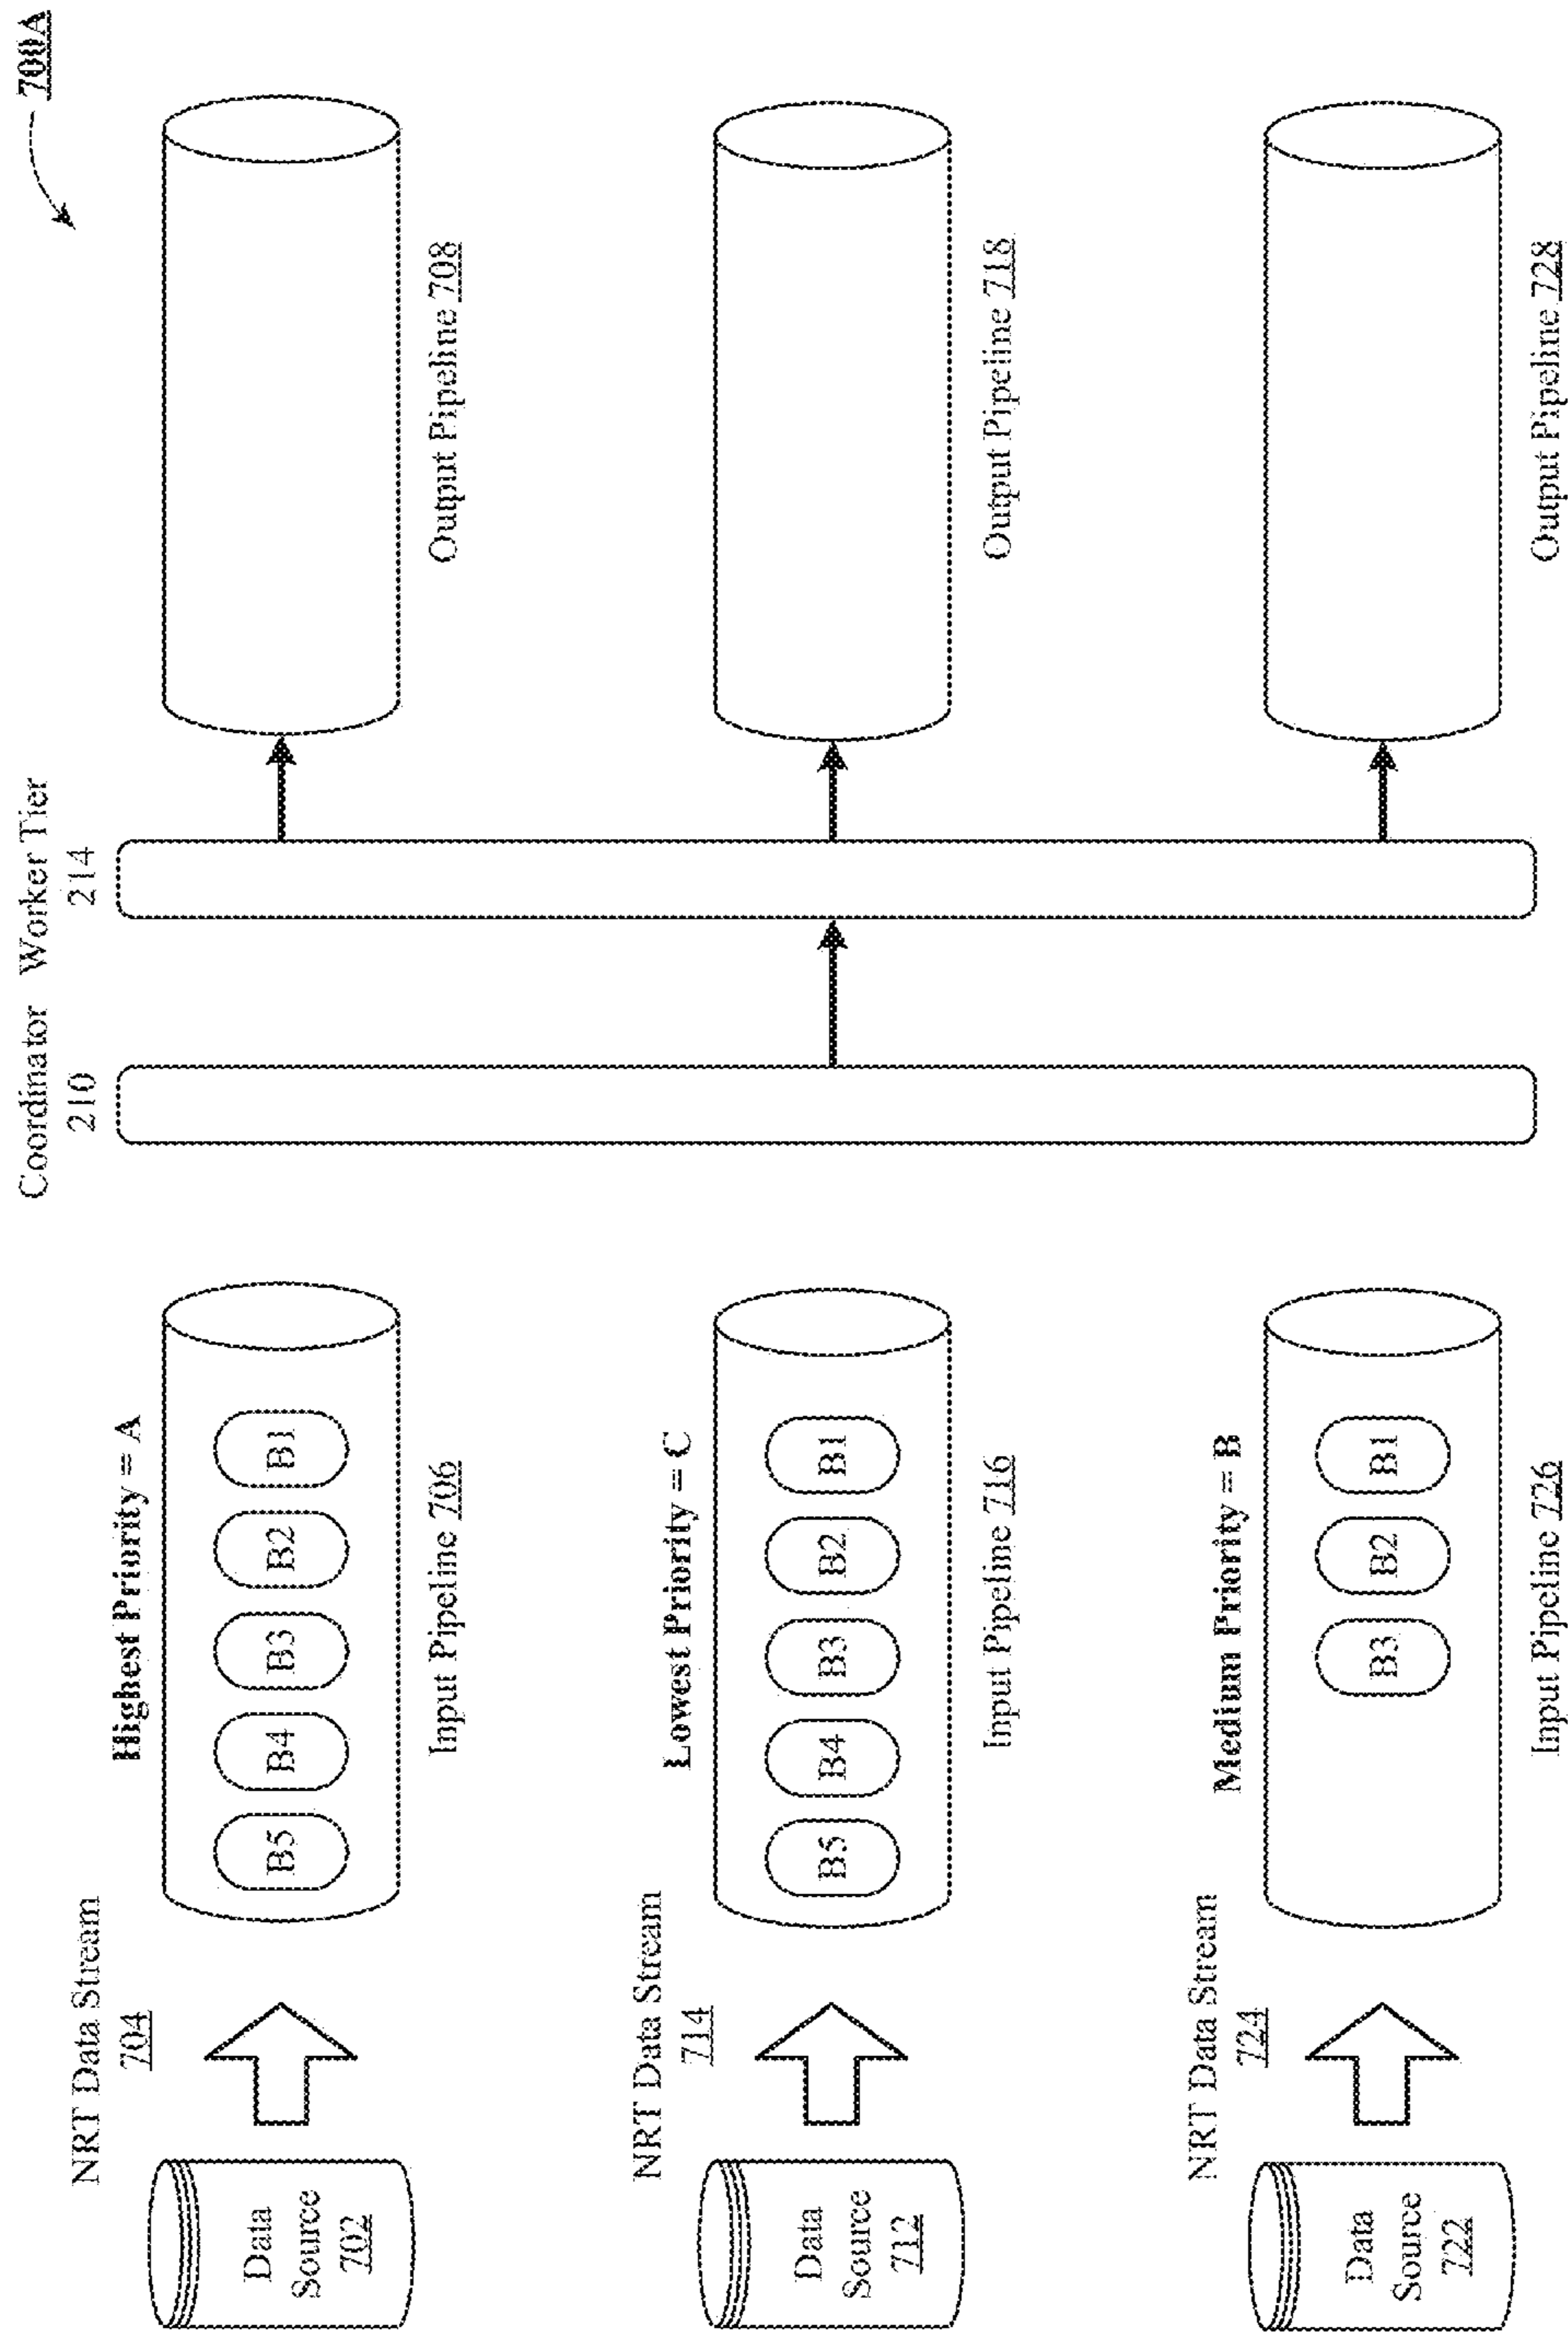 700A
Coordinator
210
Worker Tier
214
NRT Data Stream
704
Highest Priority = A
Data
Source
702
B5
B4
B3
B2
B1
Input Pipeline 706
Output Pipeline 708
NRT Data Stream
714
Lowest Priority = C
Data
Source
712
B5
B4
B3
B2
B1
Input Pipeline 716
Output Pipeline 718
NRT Data Stream
724
Medium Priority = B
Data
Source
722
B3
B2
B1
Input Pipeline 726
Output Pipeline 728